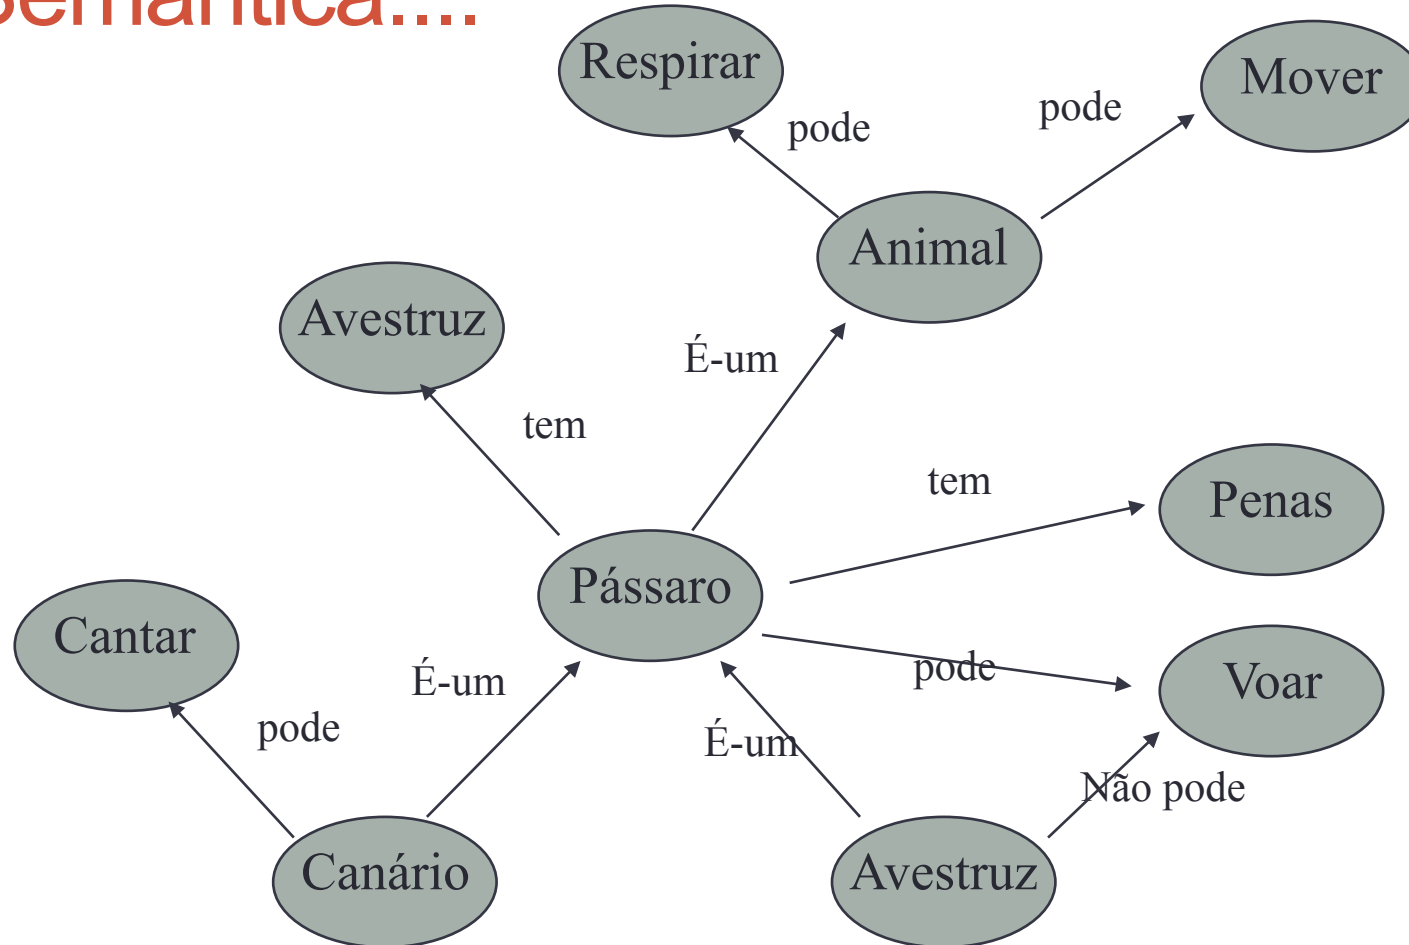 Semântica....
Respirar
Mover
pode
pode
Animal
Avestruz
É-um
tem
tem
Penas
Pássaro
Cantar
É-um
pode
Voar
pode
É-um
Não pode
Canário
Avestruz